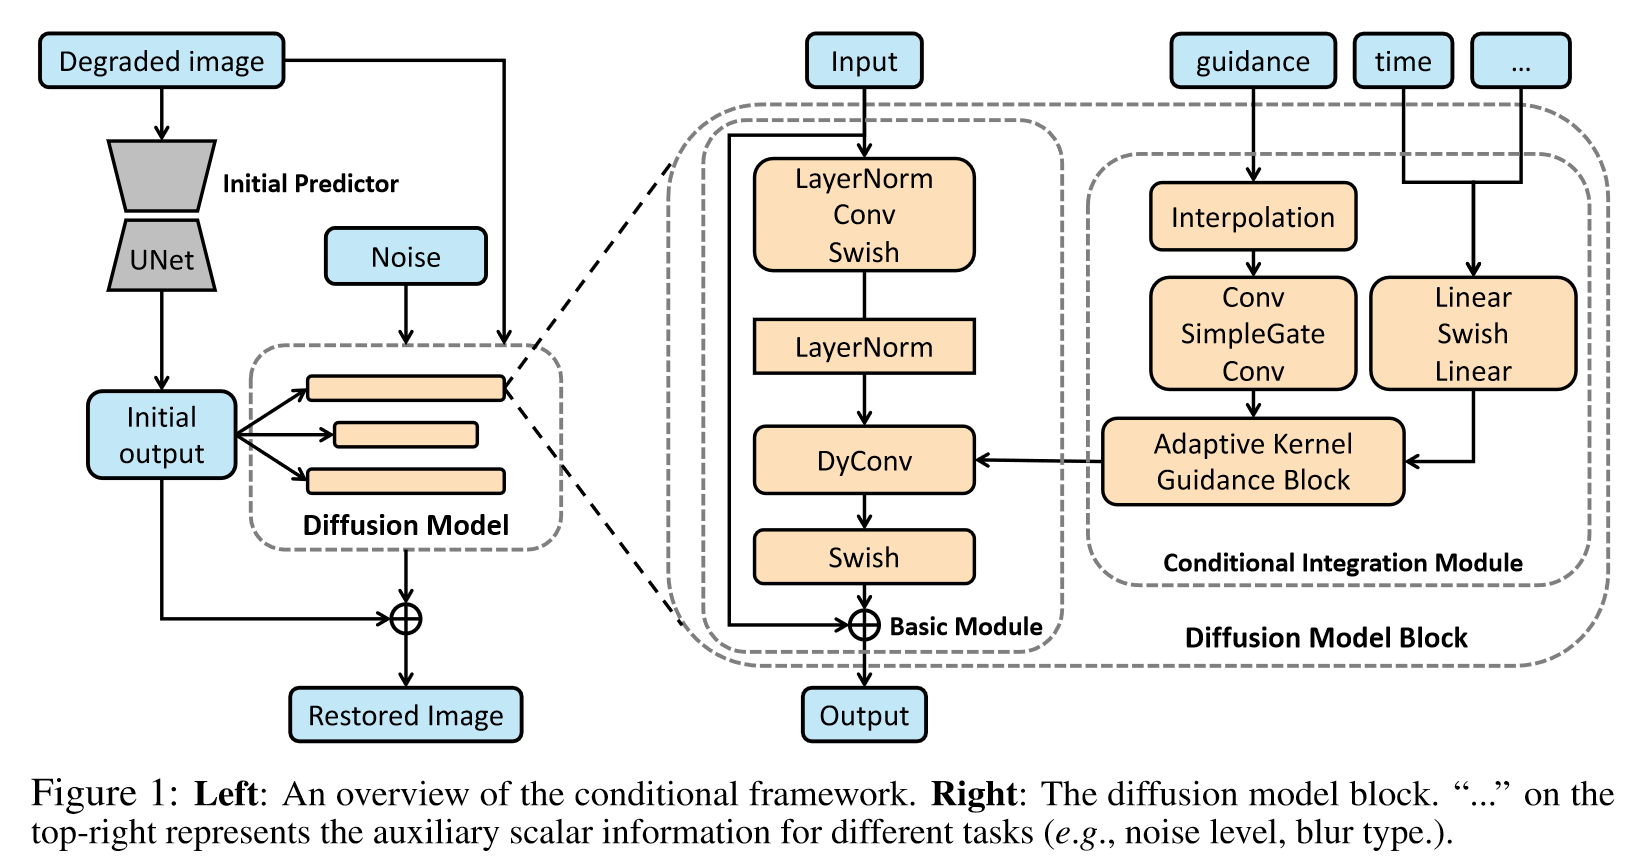 Degraded image
Initial Predictor
UNet
Noise
Initial
output
Diffusion Model
Restored Image
Input
LayerNorm
Conv
Swish
LayerNorm
DyConv
Swish
Basic Module
Output
guidance
time
...
Interpolation
Conv
SimpleGate
Conv
Linear
Swish
Linear
Adaptive Kernel
Guidance Block
Conditional Integration Module
Diffusion Model Block
Figure 1: Left: An overview of the conditional framework. Right: The diffusion model block. “...” on the
top-right represents the auxiliary scalar information for different tasks (e.g., noise level, blur type.).